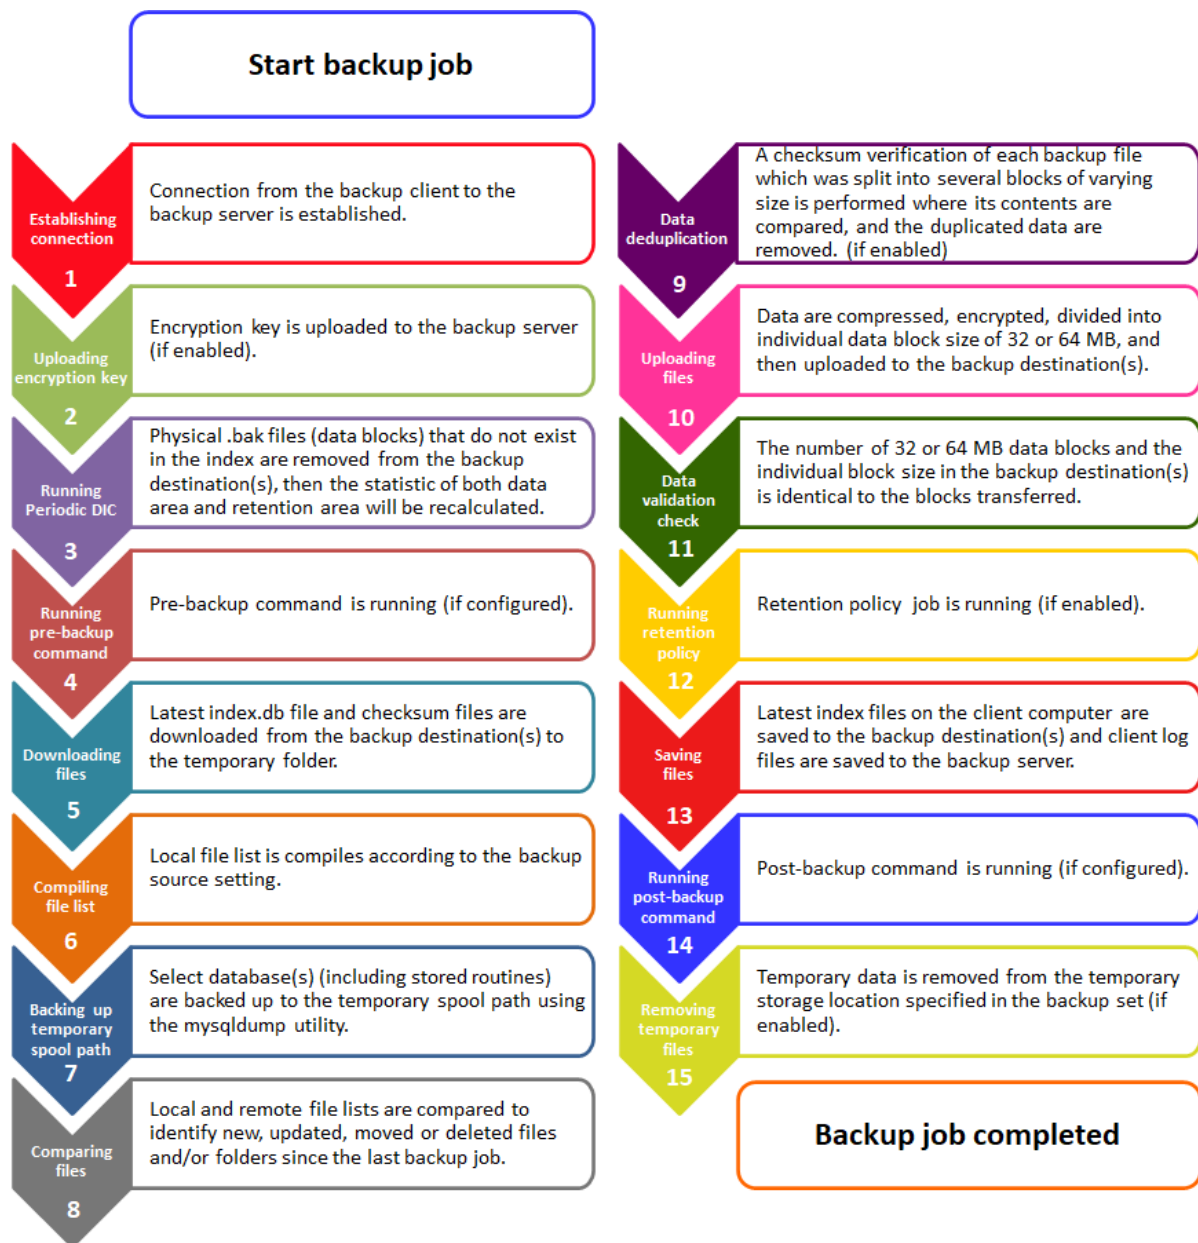 Start backup job
Establishing
connection
1
Connection from the backup client to the
backup server is established.
Uploading
encryption key
2
Encryption key is uploaded to the backup server
(if enabled).
Running
Periodic DIC
3
Physical .bak files (data blocks) that do not exist
in the index are removed from the backup
destination(s), then the statistic of both data
area and retention area will be recalculated.
Running
pre-backup
command
4
Pre-backup command is running (if configured).
Downloading
files
5
Latest index.db file and checksum files are
downloaded from the backup destination(s) to
the temporary folder.
Compiling
file list
6
Local file list is compiles according to the backup
source setting.
Backing up
temporary
spool path
7
Select database(s) (including stored routines)
are backed up to the temporary spool path using
the mysqldump utility.
Comparing
files
8
Local and remote file lists are compared to
identify new, updated, moved or deleted files
and/or folders since the last backup job.
Data
deduplication
9
A checksum verification of each backup file
which was split into several blocks of varying
size is performed where its contents are
compared, and the duplicated data are
removed. (if enabled)
Uploading
files
10
Data are compressed, encrypted, divided into
individual data block size of 32 or 64 MB, and
then uploaded to the backup destination(s).
Data
validation
check
11
The number of 32 or 64 MB data blocks and the
individual block size in the backup destination(s)
is identical to the blocks transferred.
Running
retention
policy
12
Retention policy job is running (if enabled).
Saving
files
13
Latest index files on the client computer are
saved to the backup destination(s) and client log
files are saved to the backup server.
Running
post-backup
command
14
Post-backup command is running (if configured).
Removing
temporary
files
15
Temporary data is removed from the temporary
storage location specified in the backup set (if
enabled).
Backup job completed